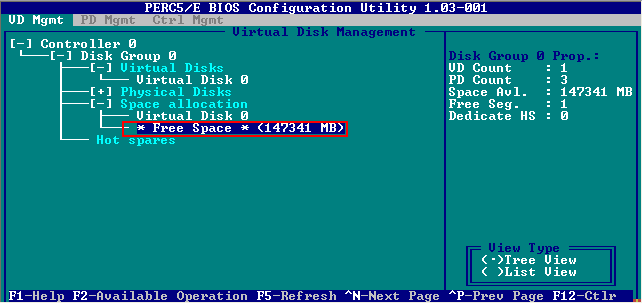 PERC5/E BIOS Configuration Utility 1.03-001
VD Mgmt PD Mgmt Ctrl Mgmt
Virtual Disk Management
[-] Controller 0
[-] Disk Group 0
[-] Virtual Disks
Virtual Disk 0
[+] Physical Disks
[-] Space allocation
Virtual Disk 0
* Free Space * (147341 MB)
Hot spares
Disk Group 0 Prop.:
VD Count : 1
PD Count : 3
Space Avl. : 147341 MB
Free Seg. : 1
Dedicate HS : 0
View Type
(·)Tree View
( )List View
F1-Help F2-Available Operation F5-Refresh ^N-Next Page ^P-Prev Page F12-Ctlr